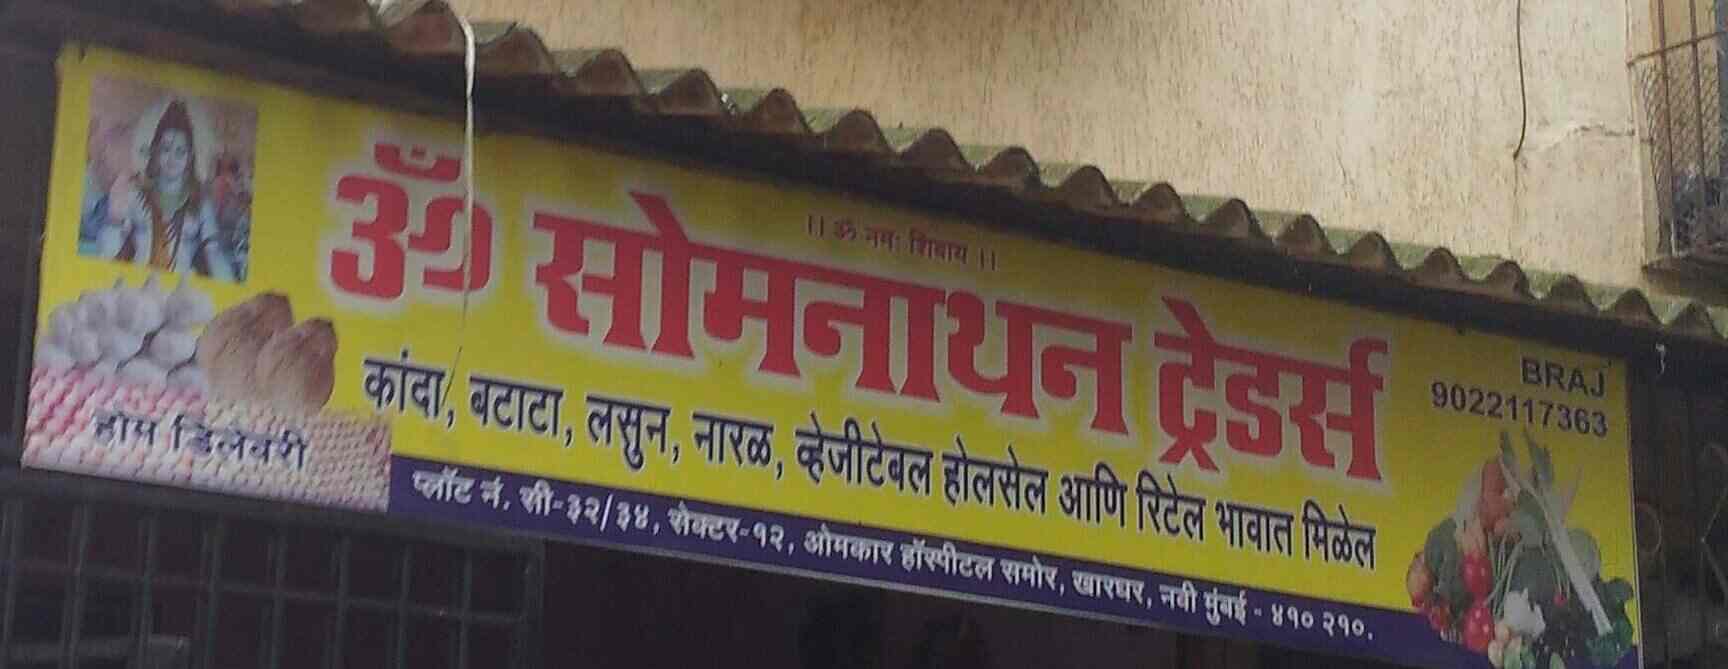 ।। ॐ नमः शिवाय ।।
ॐ सोमनाथन ट्रेडर्स
BRAJ
9022117363
कांदा, बटाटा, लसुन, नारळ, व्हेजीटेबल होलसेल आणि रिटेल भावात मिळेल
होम डिलेवरी
प्लॉट नं. सी-३२/३४, सेक्टर-१२, ओमकार हॉस्पीटल समोर, खारघर, नवी मुंबई - ४१० २१०.